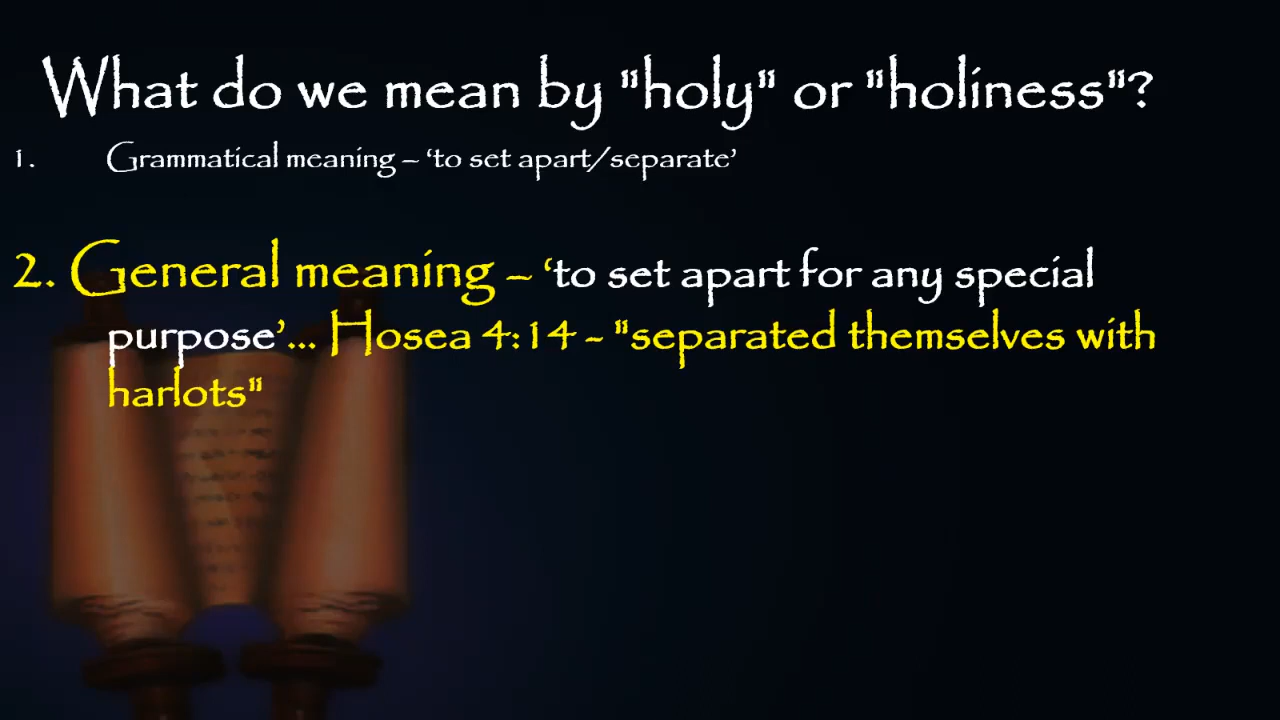 What do we mean by "holy" or "holiness"?
1. Grammatical meaning – ‘to set apart/separate’
2. General meaning – ‘to set apart for any special
purpose’... Hosea 4:14 - "separated themselves with
harlots"